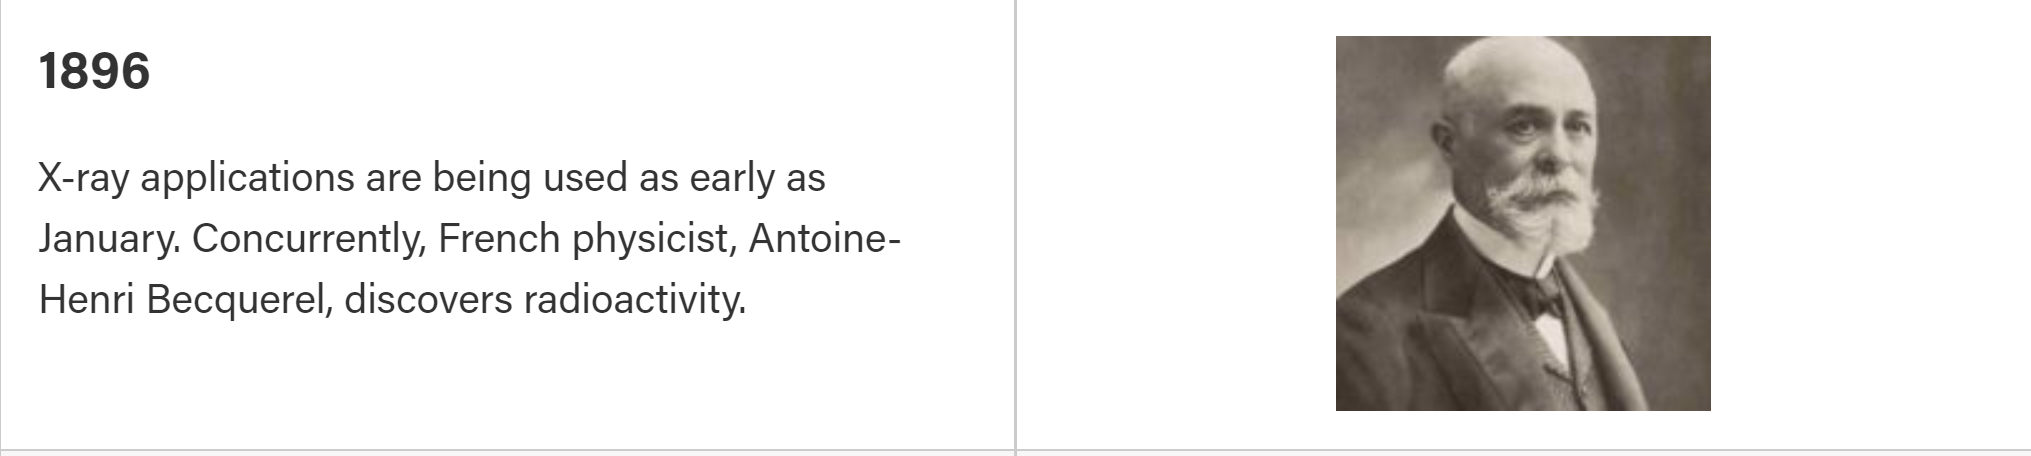 1896
X-ray applications are being used as early as
January. Concurrently, French physicist, Antoine-
Henri Becquerel, discovers radioactivity.